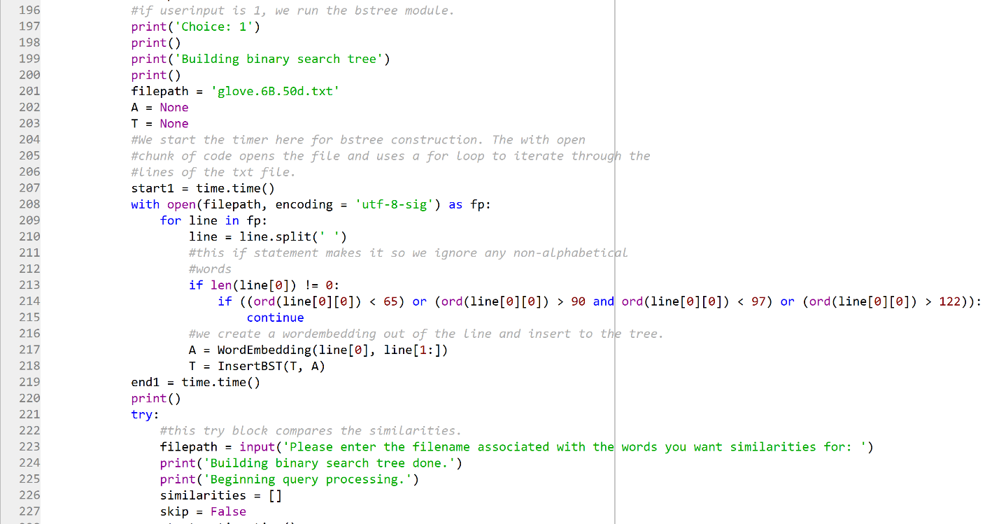 196 #if userinput is 1, we run the bstree module.
197 print('Choice: 1')
198 print()
199 print('Building binary search tree')
200 print()
201 filepath = 'glove.6B.50d.txt'
202 A = None
203 T = None
204 #We start the timer here for bstree construction. The with open
205 #chunk of code opens the file and uses a for loop to iterate through the
206 #lines of the txt file.
207 start1 = time.time()
208 with open(filepath, encoding = 'utf-8-sig') as fp:
209 for line in fp:
210 line = line.split(' ')
211 #this if statement makes it so we ignore any non-alphabetical
212 #words
213 if len(line[0]) != 0:
214 if ((ord(line[0][0]) < 65) or (ord(line[0][0]) > 90 and ord(line[0][0]) < 97) or (ord(line[0][0]) > 122)):
215 continue
216 #we create a wordembedding out of the line and insert to the tree.
217 A = WordEmbedding(line[0], line[1:])
218 T = InsertBST(T, A)
219 end1 = time.time()
220 print()
221 try:
222 #this try block compares the similarities.
223 filepath = input('Please enter the filename associated with the words you want similarities for: ')
224 print('Building binary search tree done.')
225 print('Beginning query processing.')
226 similarities = []
227 skip = False